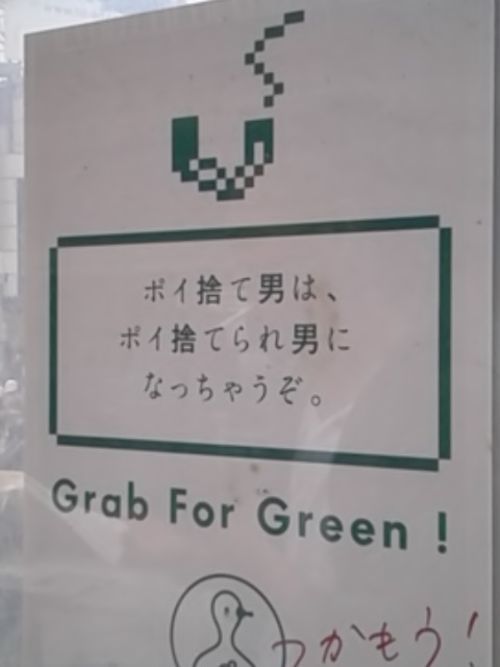 ポイ捨て男は、
ポイ捨てられ男に
なっちゃうぞ。
Grab For Green !
つかもう!